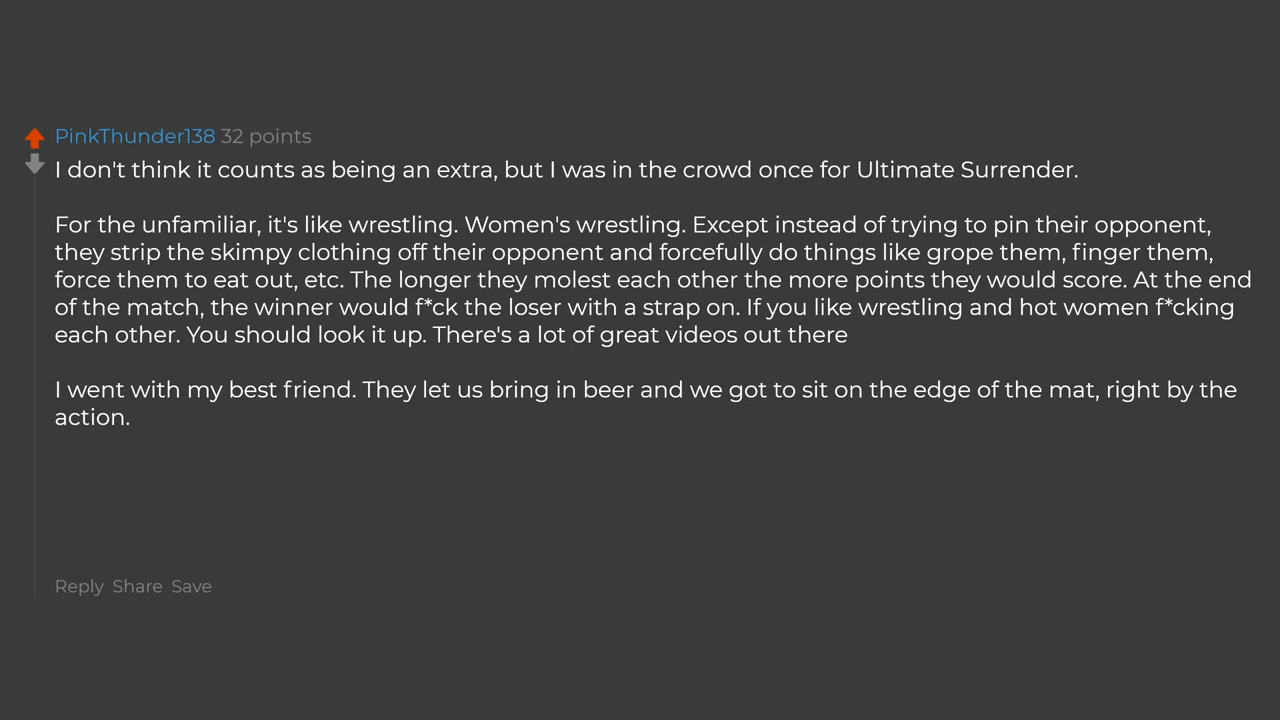 PinkThunder138 32 points
I don't think it counts as being an extra, but I was in the crowd once for Ultimate Surrender.
For the unfamiliar, it's like wrestling. Women's wrestling. Except instead of trying to pin their opponent,
they strip the skimpy clothing off their opponent and forcefully do things like grope them, finger them,
force them to eat out, etc. The longer they molest each other the more points they would score. At the end
of the match, the winner would f*ck the loser with a strap on. If you like wrestling and hot women f*cking
each other. You should look it up. There's a lot of great videos out there
I went with my best friend. They let us bring in beer and we got to sit on the edge of the mat, right by the
action.
Reply Share Save